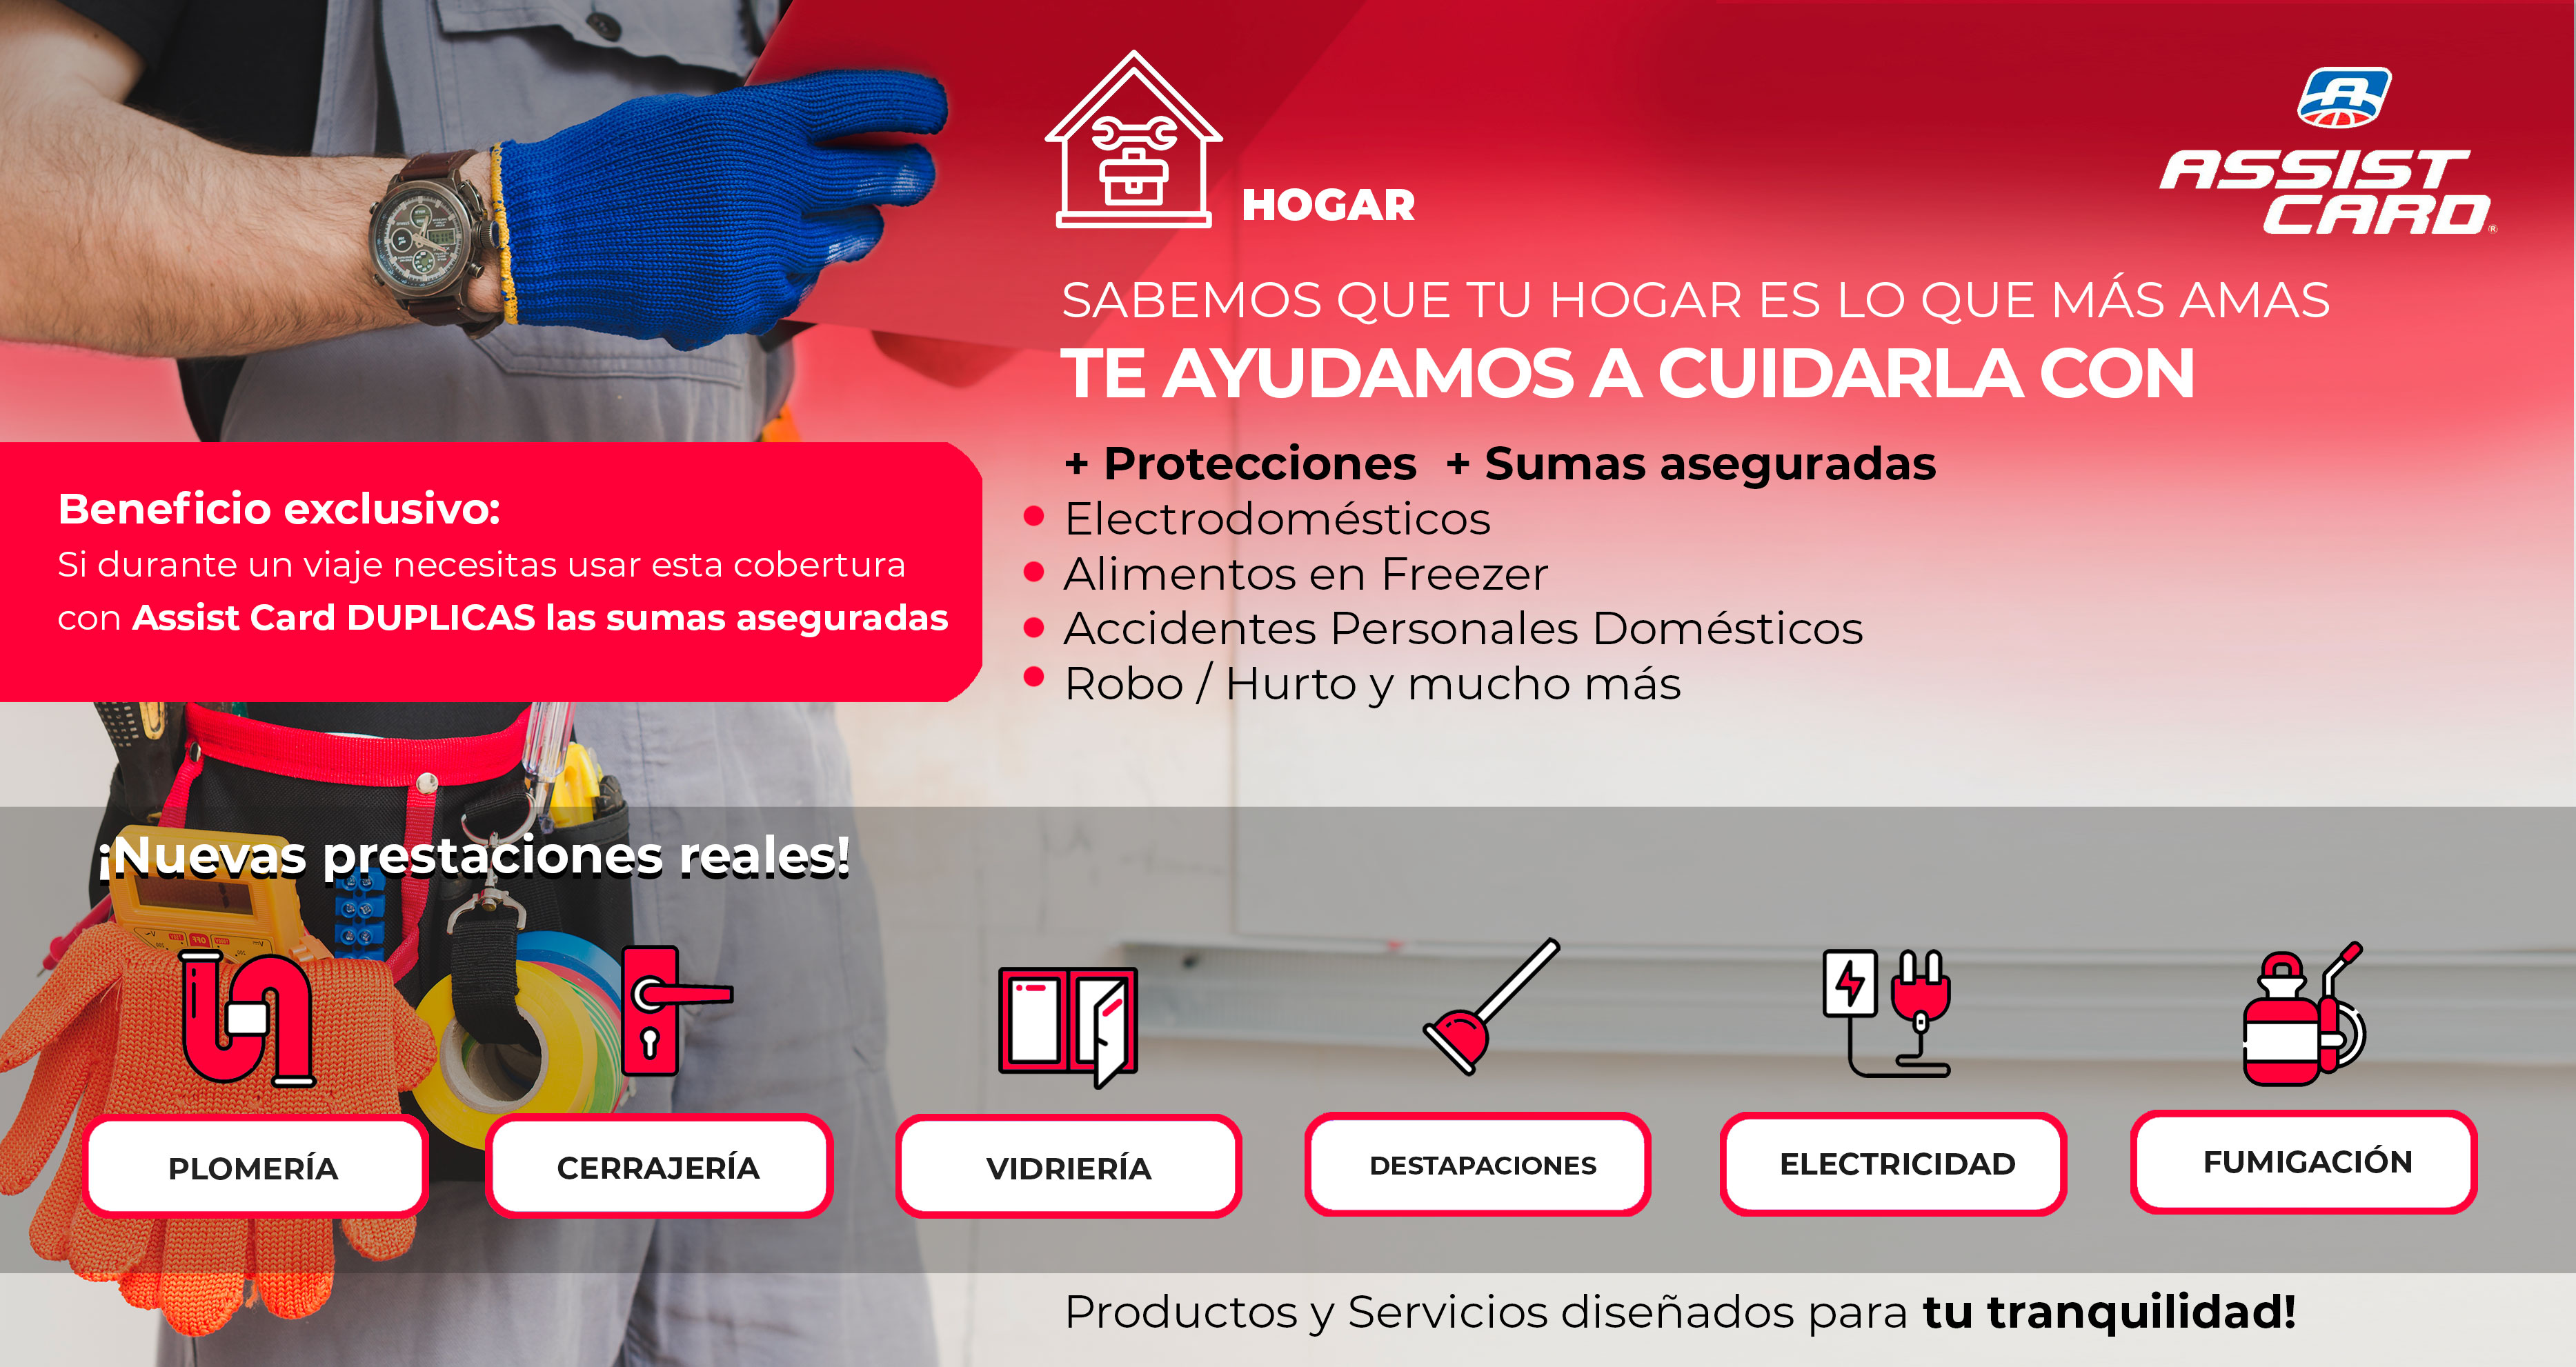 HOGAR
ASSIST
CARD®
SABEMOS QUE TU HOGAR ES LO QUE MÁS AMAS
TE AYUDAMOS A CUIDARLA CON
+ Protecciones + Sumas aseguradas
Electrodomésticos
Alimentos en Freezer
Accidentes Personales Domésticos
Robo / Hurto y mucho más
Beneficio exclusivo:
Si durante un viaje necesitas usar esta cobertura
con Assist Card DUPLICAS las sumas aseguradas
¡Nuevas prestaciones reales!
PLOMERÍA
CERRAJERÍA
VIDRIERÍA
DESTAPACIONES
ELECTRICIDAD
FUMIGACIÓN
Productos y Servicios diseñados para tu tranquilidad!